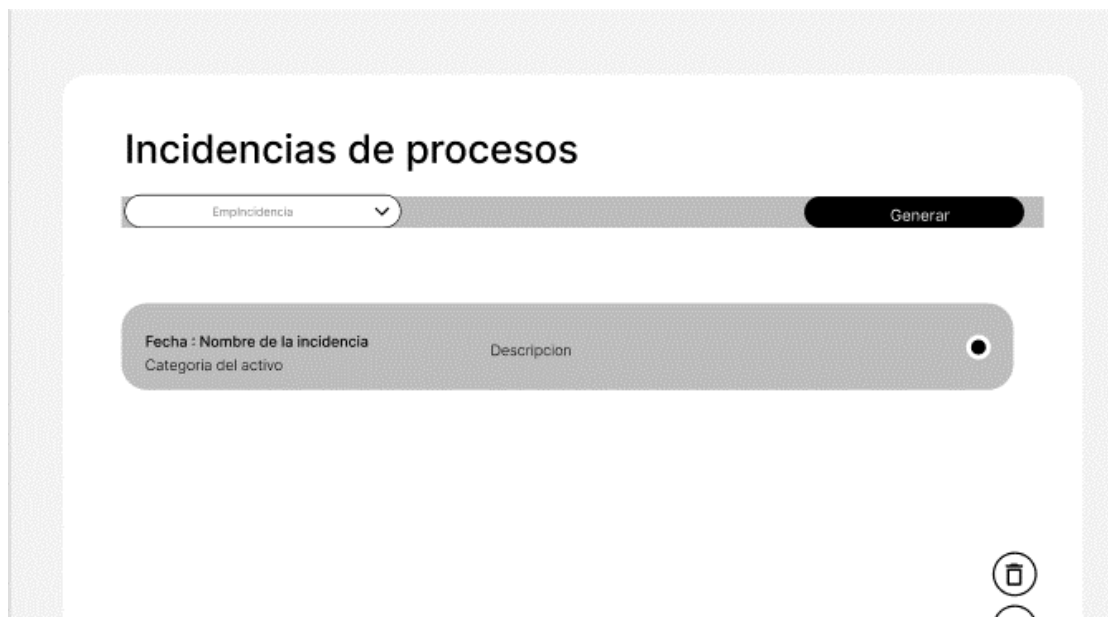 Incidencias de procesos
EmpIncidencia
Generar
Fecha : Nombre de la incidencia
Descripcion
Categoria del activo